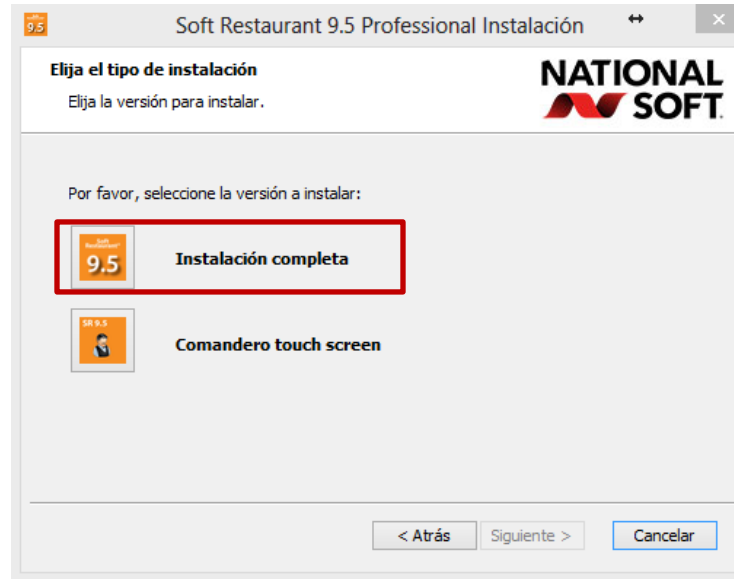 9.5
Soft Restaurant 9.5 Professional Instalación
Elija el tipo de instalación
Elija la versión para instalar.
NATIONAL
SOFT.
Por favor, seleccione la versión a instalar:
Soft
Restaurant
9.5
Instalación completa
SR 9.5
Comandero touch screen
< Atrás
Siguiente >
Cancelar